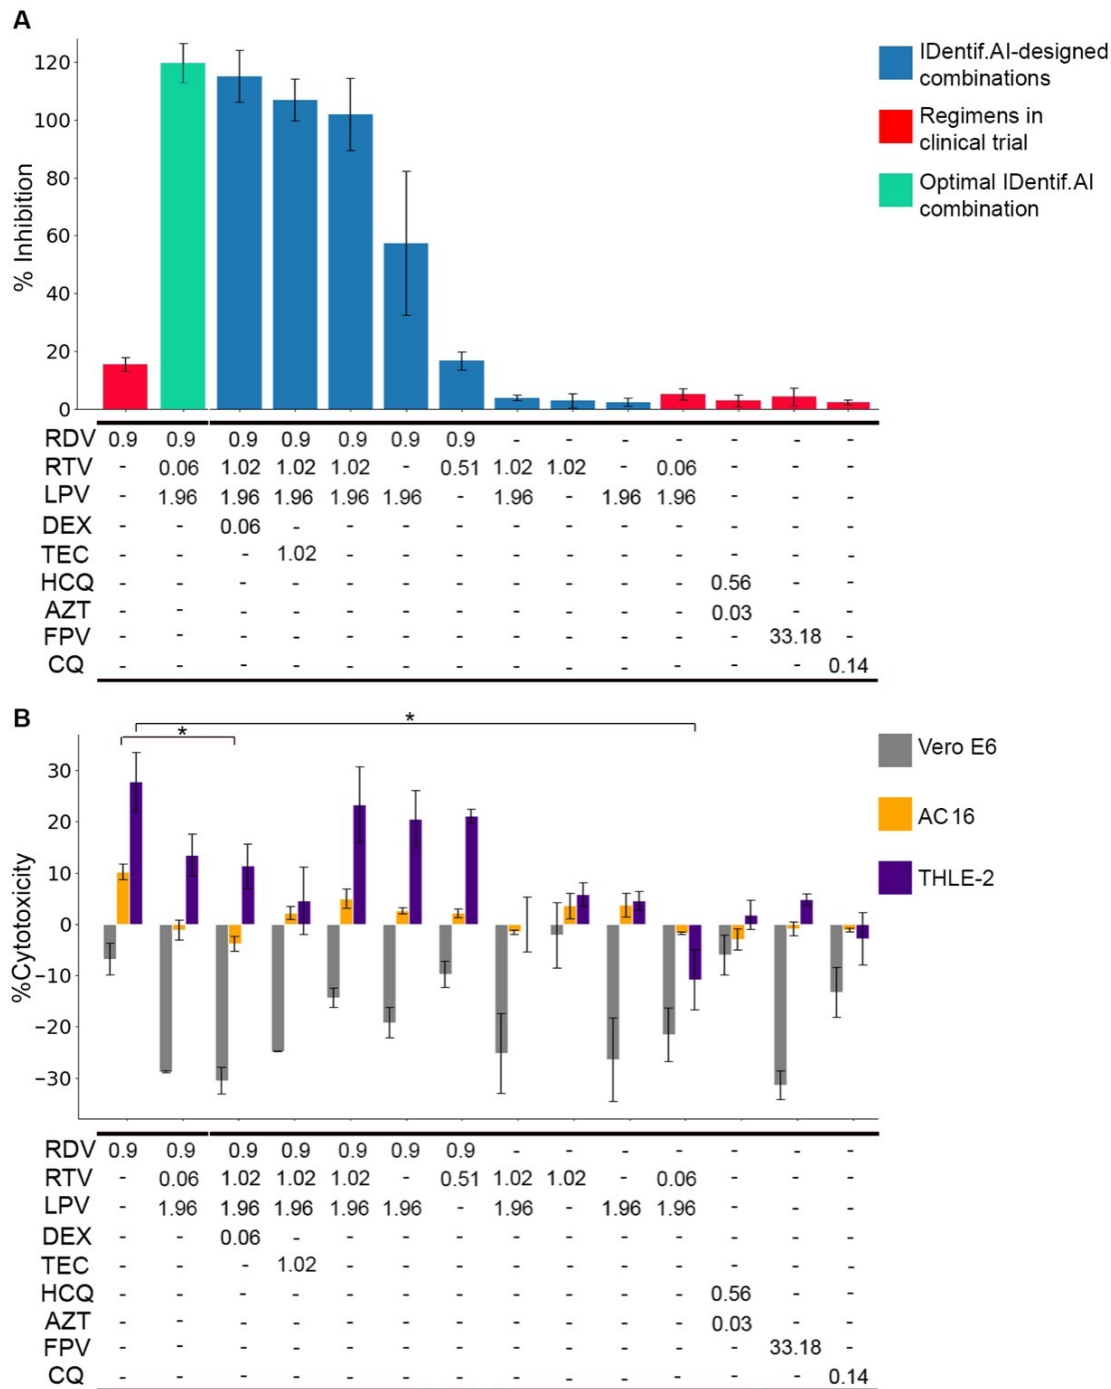 A
% Inhibition
120
100
80
60
40
20
0
IDentif.AI-designed
combinations
Regimens in
clinical trial
Optimal IDentif.AI
combination
RDV 0.9 0.9 0.9 0.9 0.9 0.9 0.9 - - - - - - -
RTV - 0.06 1.02 1.02 1.02 - 0.51 1.02 1.02 - 0.06 - - -
LPV - 1.96 1.96 1.96 1.96 1.96 - 1.96 - 1.96 1.96 - - -
DEX - - 0.06 - - - - - - - - - - -
TEC - - - 1.02 - - - - - - - - - -
HCQ - - - - - - - - - - - 0.56 - -
AZT - - - - - - - - - - - 0.03 - -
FPV - - - - - - - - - - - - 33.18 -
CQ - - - - - - - - - - - - - 0.14
B
* *
%Cytotoxicity
30
20
10
0
−10
−20
−30
Vero E6
AC16
THLE-2
RDV 0.9 0.9 0.9 0.9 0.9 0.9 0.9 - - - - - - -
RTV - 0.06 1.02 1.02 1.02 - 0.51 1.02 1.02 - 0.06 - - -
LPV - 1.96 1.96 1.96 1.96 1.96 - 1.96 - 1.96 1.96 - - -
DEX - - 0.06 - - - - - - - - - - -
TEC - - - 1.02 - - - - - - - - - -
HCQ - - - - - - - - - - - 0.56 - -
AZT - - - - - - - - - - - 0.03 - -
FPV - - - - - - - - - - - - 33.18 -
CQ - - - - - - - - - - - - - 0.14